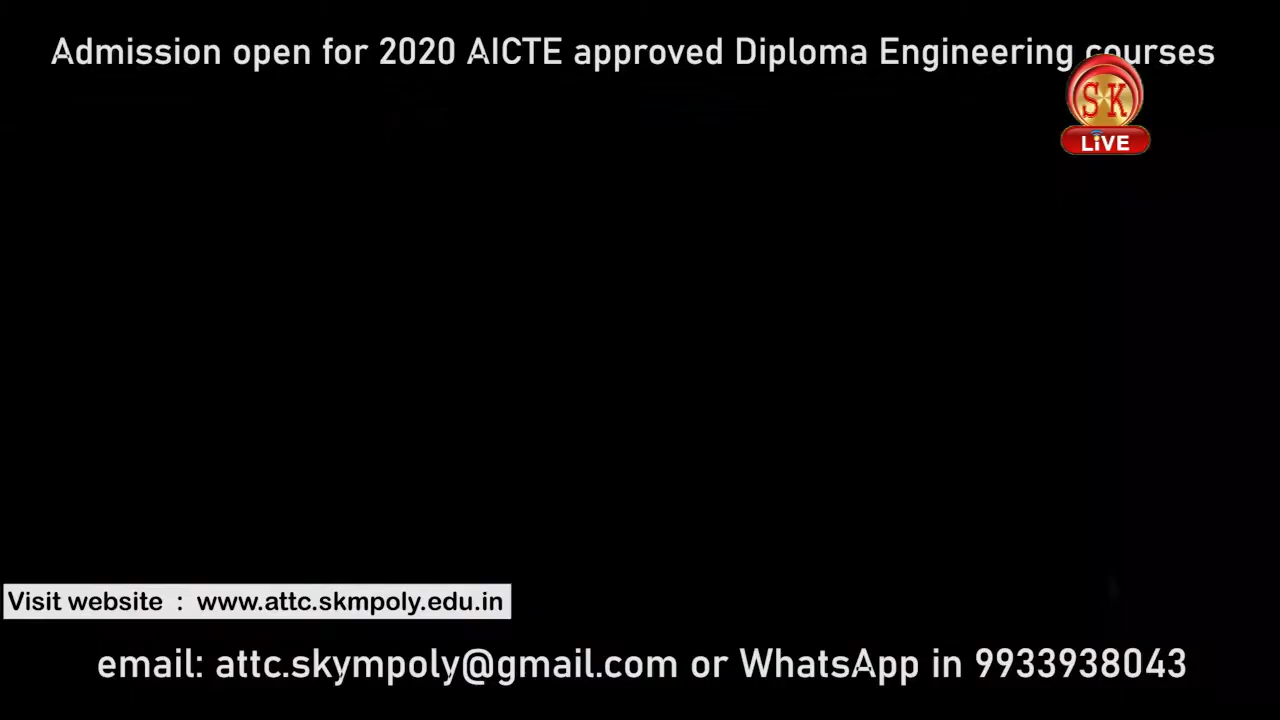 Admission open for 2020 AICTE approved Diploma Engineering courses
SK
LiVE
Visit website : www.attc.skmpoly.edu.in
email: attc.skympoly@gmail.com or WhatsApp in 9933938043